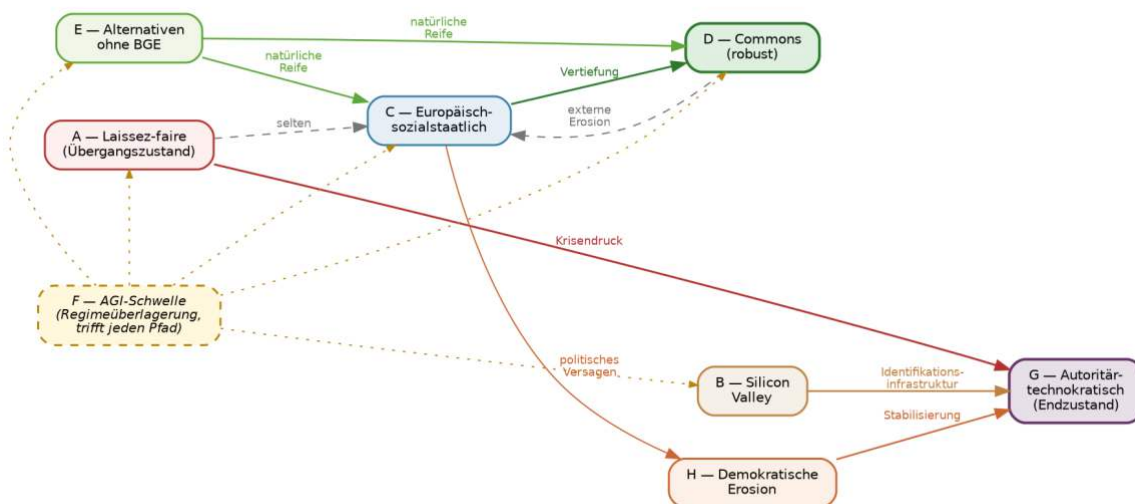 E — Alternativen
ohne BGE
natürliche
Reife
natürliche
Reife
D — Commons
(robust)
Vertiefung
C — Europäisch-
sozialstaatlich
externe
Erosion
A — Laissez-faire
(Übergangszustand)
selten
Krisendruck
F — AGI-Schwelle
(Regimeüberlagerung,
trifft jeden Pfad)
politisches
Versagen
B — Silicon
Valley
Identifikations-
infrastruktur
G — Autoritär-
technokratisch
(Endzustand)
Stabilisierung
H — Demokratische
Erosion